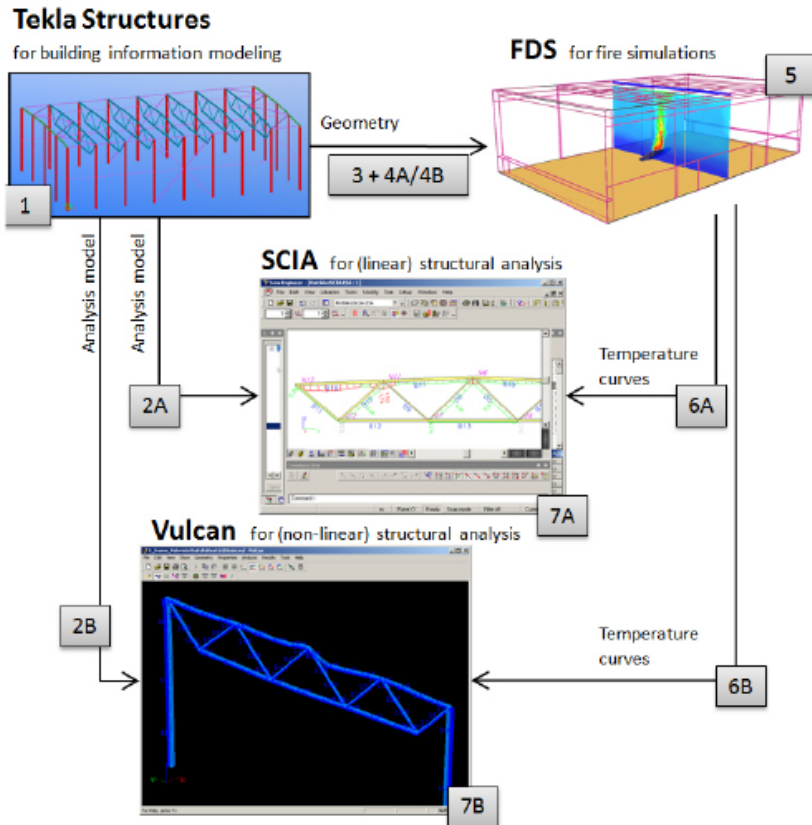 Tekla Structures
for building information modeling
FDS for fire simulations
5
Geometry
3 + 4A/4B
1
Analysis model
Analysis model
SCIA for (linear) structural analysis
Temperature
curves
2A
6A
7A
Vulcan for (non-linear) structural analysis
2B
Temperature
curves
6B
7B